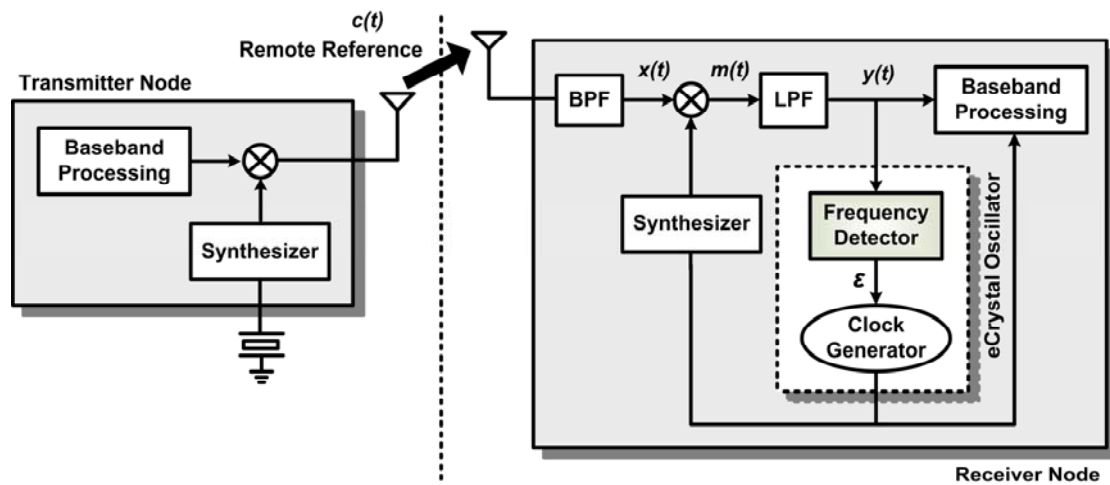 c(t)
Remote Reference
Transmitter Node
Baseband
Processing
Synthesizer
x(t)
m(t)
y(t)
BPF
LPF
Baseband
Processing
Synthesizer
Frequency
Detector
ε
Clock
Generator
eCrystal Oscillator
Receiver Node